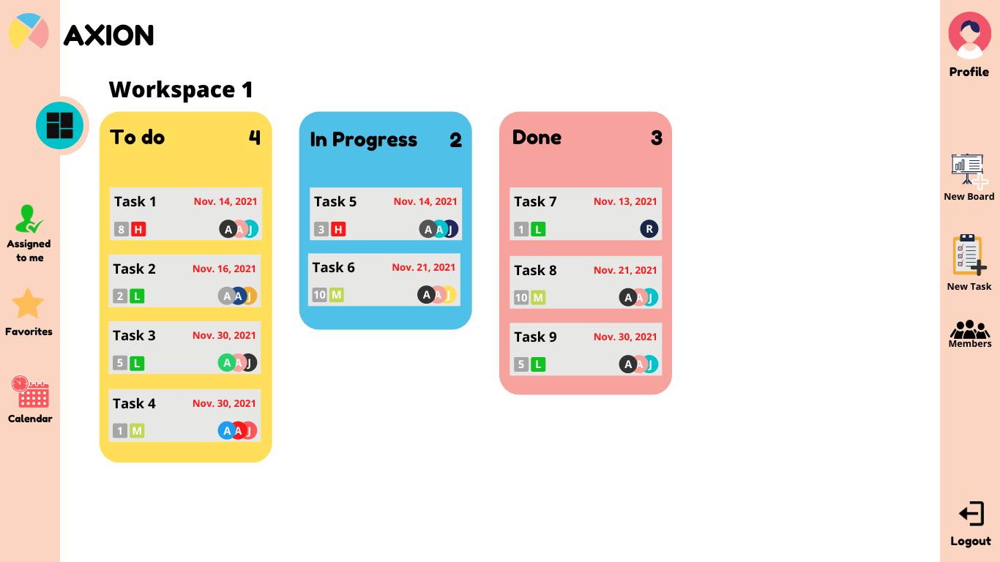 AXION
Profile
Workspace 1
To do 4
Task 1 Nov. 14, 2021
8 H A A J
Task 2 Nov. 16, 2021
2 L A A J
Task 3 Nov. 30, 2021
5 L A A J
Task 4 Nov. 30, 2021
1 M A A J
In Progress 2
Task 5 Nov. 14, 2021
3 H A A J
Task 6 Nov. 21, 2021
10 M A A J
Done 3
Task 7 Nov. 13, 2021
1 L R
Task 8 Nov. 21, 2021
10 M A A J
Task 9 Nov. 30, 2021
5 L A A J
Assigned
to me
Favorites
Calendar
New Board
New Task
Members
Logout